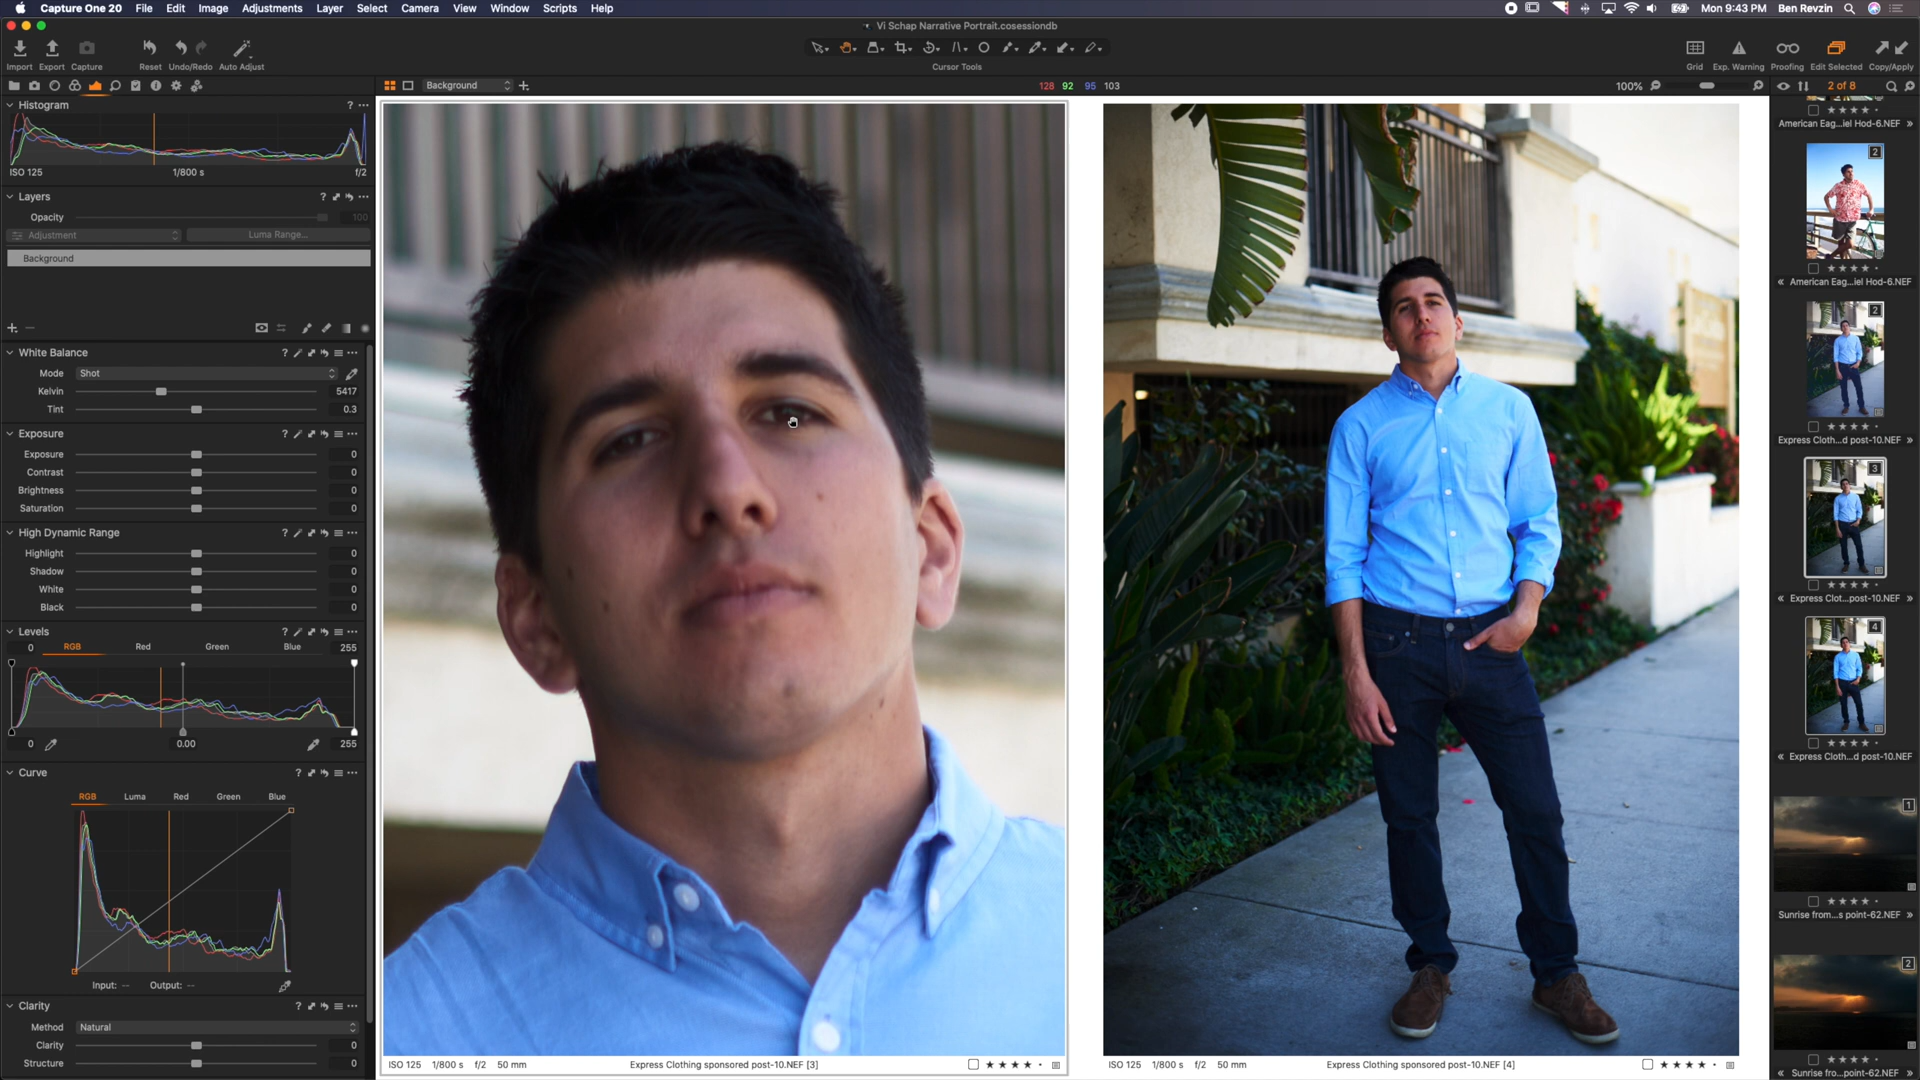 Capture One 20 File Edit Image Adjustments Layer Select Camera View Window Scripts Help
Mon 9:43 PM Ben Revzin
Vi Schap Narrative Portrait.cosessiondb
Import Export Capture Reset Undo/Redo Auto Adjust
Cursor Tools
Grid Exp. Warning Proofing Edit Selected Copy/Apply
Background
128 92 95 103
100%
2 of 8
Histogram
ISO 125 1/800 s f/2
Layers
Opacity 100
Adjustment Luma Range...
Background
White Balance
Mode Shot
Kelvin 5417
Tint 0.3
Exposure
Exposure 0
Contrast 0
Brightness 0
Saturation 0
High Dynamic Range
Highlight 0
Shadow 0
White 0
Black 0
Levels
0 RGB Red Green Blue 255
0 0.00 255
Curve
RGB Luma Red Green Blue
Input: -- Output: --
Clarity
Method Natural
Clarity 0
Structure 0
ISO 125 1/800 s f/2 50 mm Express Clothing sponsored post-10.NEF [3]
ISO 125 1/800 s f/2 50 mm Express Clothing sponsored post-10.NEF [4]
American Eag...iel Hod-6.NEF
2
American Eag...iel Hod-6.NEF
2
Express Cloth...d post-10.NEF
3
Express Clot...post-10.NEF
4
Express Cloth...d post-10.NEF
1
Sunrise from...s point-62.NEF
2
Sunrise fro...s point-62.NEF